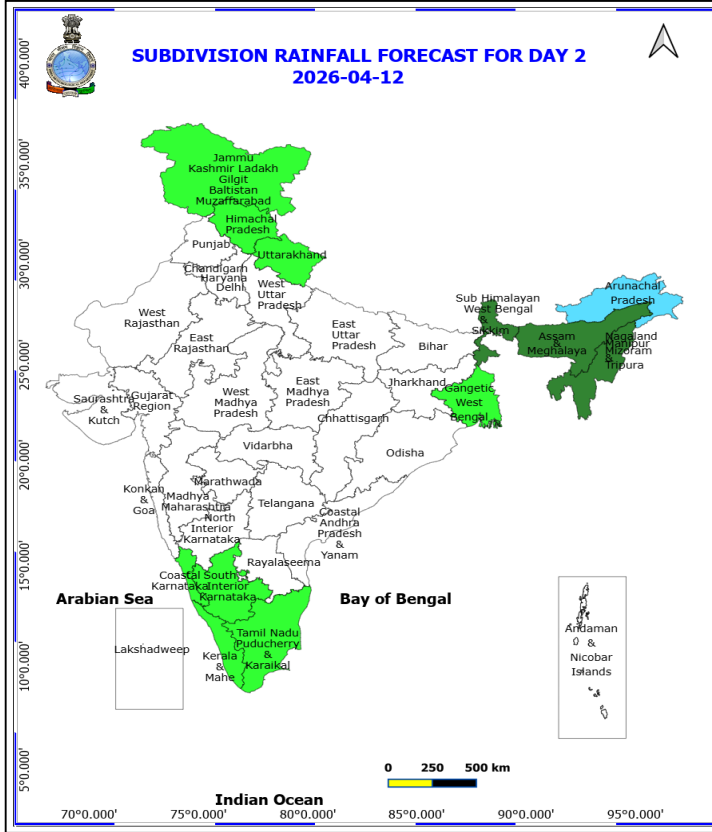 SUBDIVISION RAINFALL FORECAST FOR DAY 2
2026-04-12
40°0.000'
35°0.000'
30°0.000'
25°0.000'
20°0.000'
15°0.000'
10°0.000'
5°0.000'
Jammu
Kashmir Ladakh
Gilgit
Baltistan
Muzaffarabad
Himachal
Pradesh
Punjab
Uttarakhand
Chandigarh
Haryana
Delhi
West
Uttar
Pradesh
West
Rajasthan
East
Rajasthan
East
Uttar
Pradesh
Bihar
Sub Himalayan
West Bengal
&
Sikkim
Arunachal
Pradesh
Assam
&
Meghalaya
Nagaland
Manipur
Mizoram
&
Tripura
Saurashtra
&
Kutch
Gujarat
Region
West
Madhya
Pradesh
East
Madhya
Pradesh
Jharkhand
Gangetic
West
Bengal
Chhattisgarh
Odisha
Vidarbha
Marathwada
Konkan
&
Goa
Madhya
Maharashtra
Telangana
North
Interior
Karnataka
Coastal
Andhra
Pradesh
&
Yanam
Rayalaseema
Coastal
Karnataka
South
Interior
Karnataka
Arabian Sea
Bay of Bengal
Lakshadweep
Kerala
&
Mahe
Tamil Nadu
Puducherry
&
Karaikal
Andaman
&
Nicobar
Islands
0 250 500 km
Indian Ocean
70°0.000' 75°0.000' 80°0.000' 85°0.000' 90°0.000' 95°0.000'